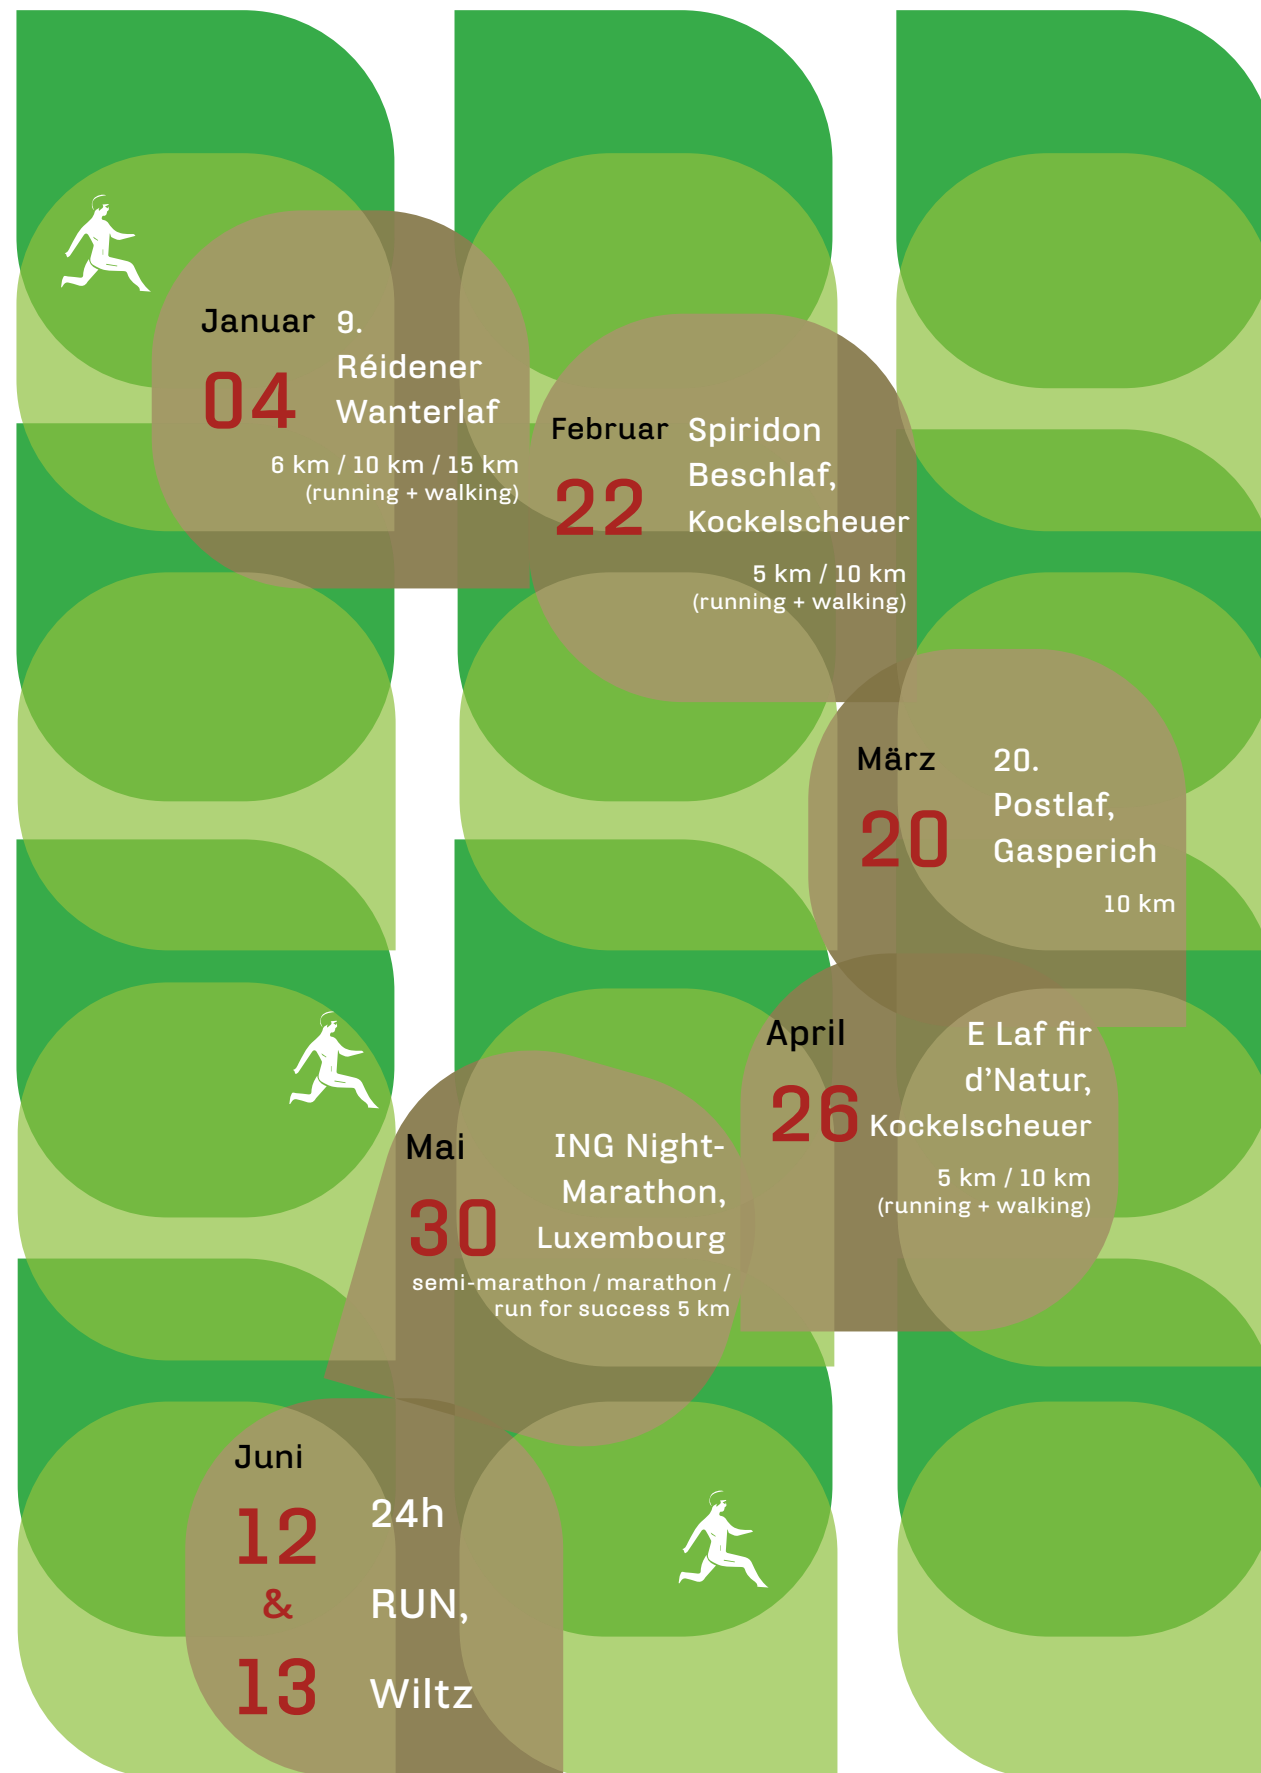 Januar
04
9.
Réidener
Wanterlaf
6 km / 10 km / 15 km
(running + walking)
Februar
22
Spiridon
Beschlaf,
Kockelscheuer
5 km / 10 km
(running + walking)
März
20
20.
Postlaf,
Gasperich
10 km
April
26
E Laf fir
d’Natur,
Kockelscheuer
5 km / 10 km
(running + walking)
Mai
30
ING Night-
Marathon,
Luxembourg
semi-marathon / marathon /
run for success 5 km
Juni
12
&
13
24h
RUN,
Wiltz